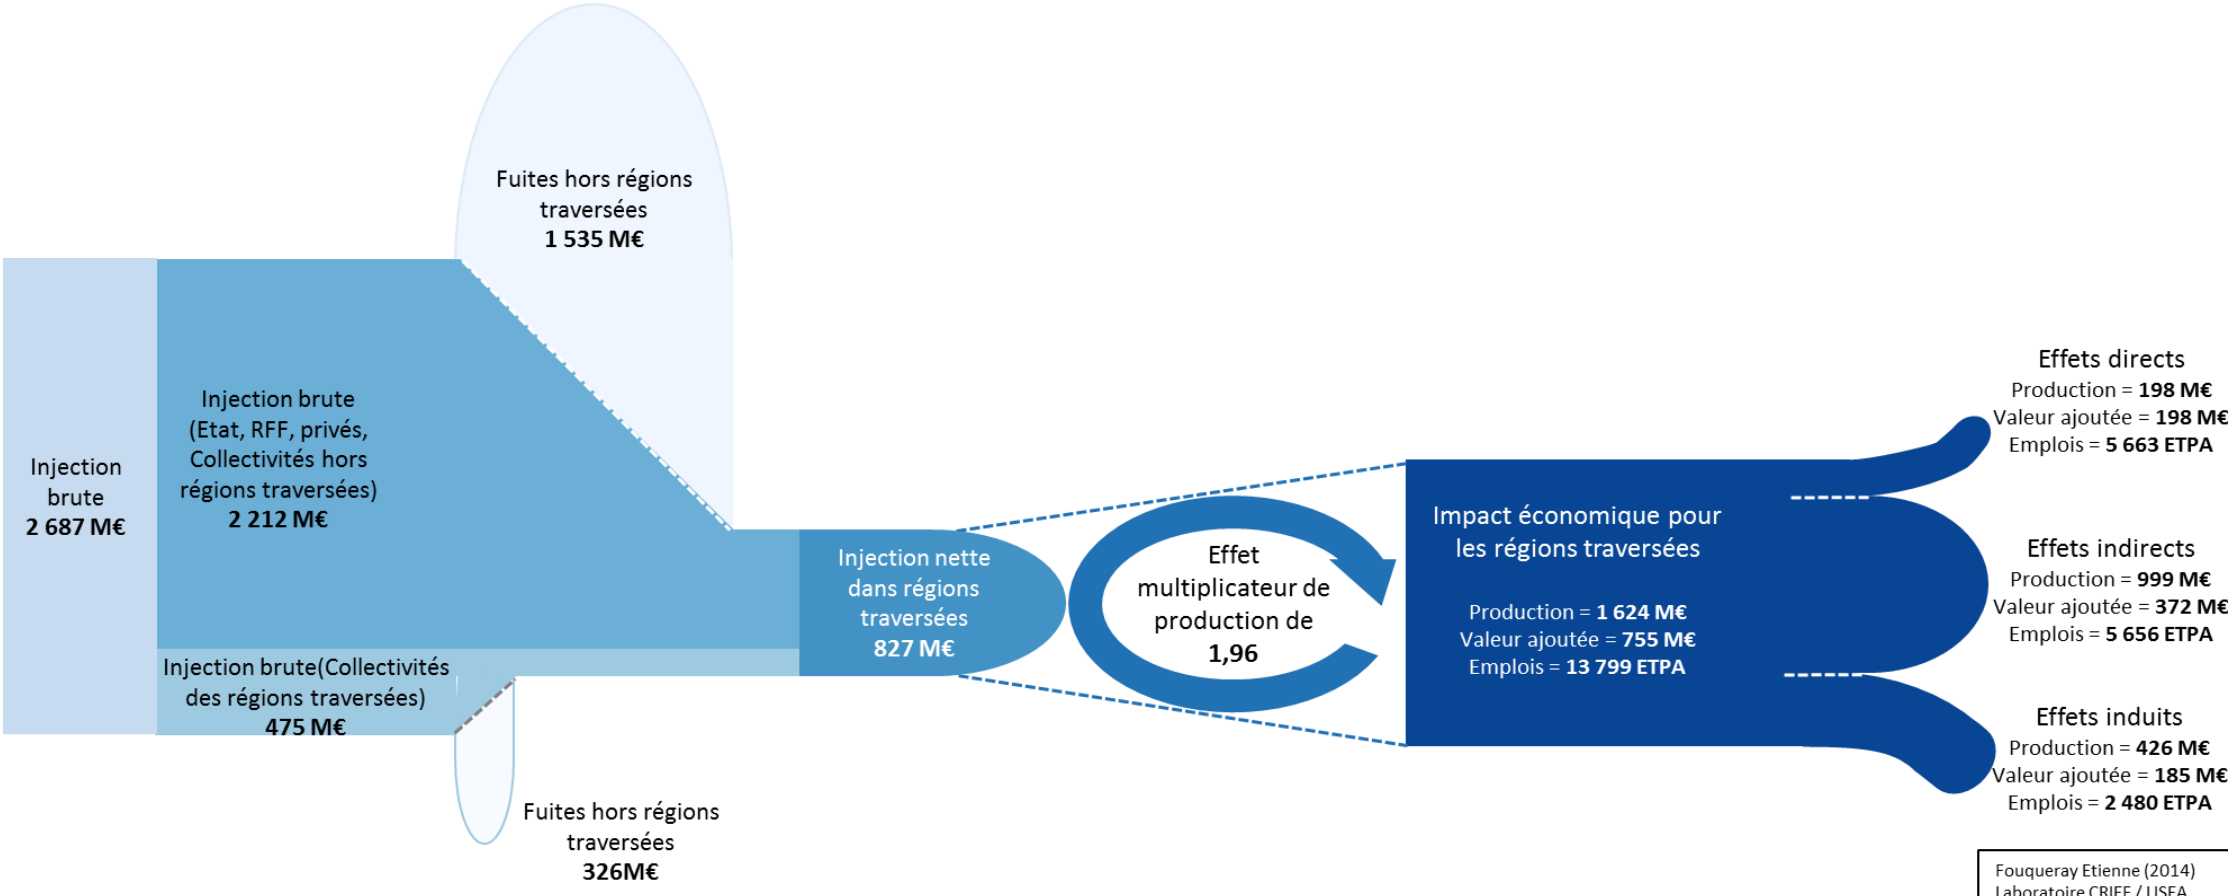 Fuites hors régions
traversées
1 535 M€
Injection
brute
2 687 M€
Injection brute
(Etat, RFF, privés,
Collectivités hors
régions traversées)
2 212 M€
Injection brute(Collectivités
des régions traversées)
475 M€
Fuites hors régions
traversées
326M€
Injection nette
dans régions
traversées
827 M€
Effet
multiplicateur de
production de
1,96
Impact économique pour
les régions traversées
Production = 1 624 M€
Valeur ajoutée = 755 M€
Emplois = 13 799 ETPA
Effets directs
Production = 198 M€
Valeur ajoutée = 198 M€
Emplois = 5 663 ETPA
Effets indirects
Production = 999 M€
Valeur ajoutée = 372 M€
Emplois = 5 656 ETPA
Effets induits
Production = 426 M€
Valeur ajoutée = 185 M€
Emplois = 2 480 ETPA
Fouqueray Etienne (2014)
Laboratoire CRIEF / USEA